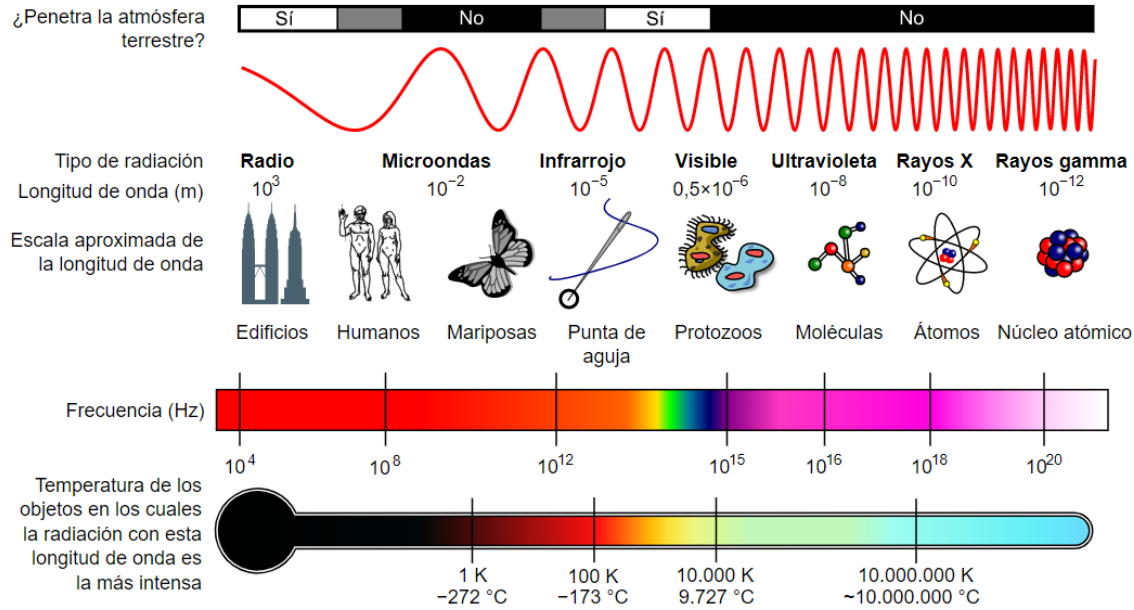 ¿Penetra la atmósfera
terrestre?
Sí No Sí No
Tipo de radiación Radio Microondas Infrarrojo Visible Ultravioleta Rayos X Rayos gamma
Longitud de onda (m) 10³ 10⁻² 10⁻⁵ 0,5×10⁻⁶ 10⁻⁸ 10⁻¹⁰ 10⁻¹²
Escala aproximada de
la longitud de onda
Edificios Humanos Mariposas Punta de Protozoos Moléculas Átomos Núcleo atómico
aguja
Frecuencia (Hz)
10⁴ 10⁸ 10¹² 10¹⁵ 10¹⁶ 10¹⁸ 10²⁰
Temperatura de los
objetos en los cuales
la radiación con esta
longitud de onda es
la más intensa
1 K 100 K 10.000 K 10.000.000 K
−272 °C −173 °C 9.727 °C ~10.000.000 °C